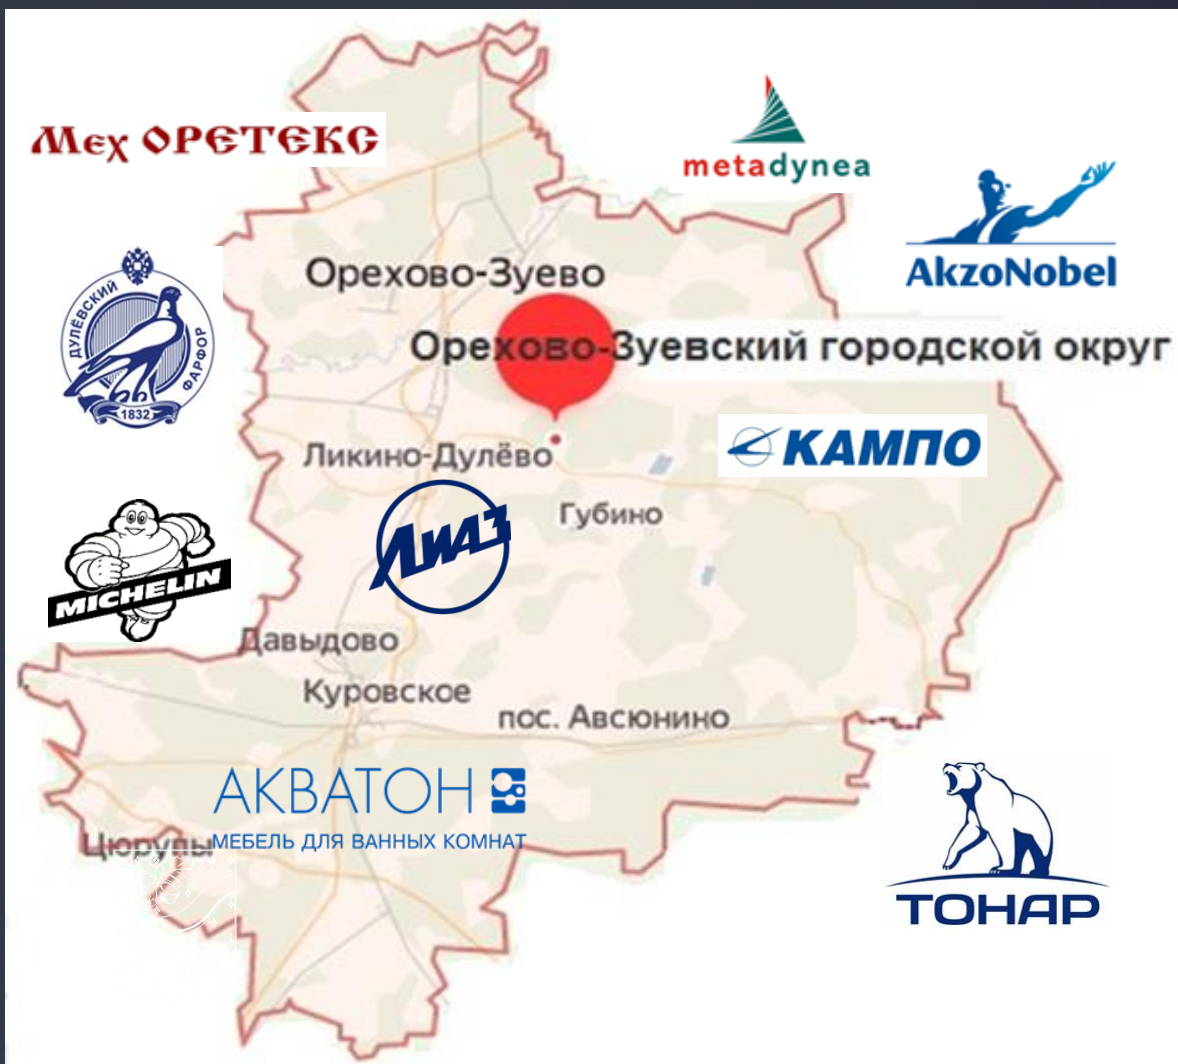 Мех ОРЕТЕКС
metadynea
AkzoNobel
Орехово-Зуево
ДУЛЁВСКИЙ
ФАРФОР
1832
Орехово-Зуевский городской округ
КАМПО
Ликино-Дулёво
Губино
ЛиАЗ
MICHELIN
Давыдово
Куровское
пос. Авсюнино
АКВАТОН
МЕБЕЛЬ ДЛЯ ВАННЫХ КОМНАТ
Цюрупы
ТОНАР